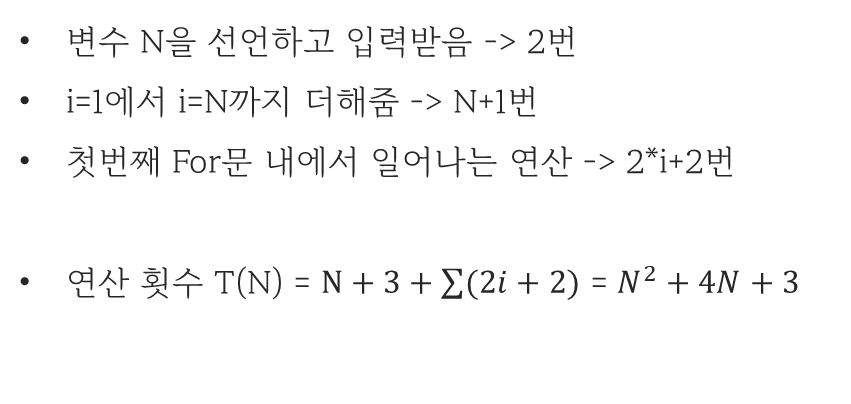 • 변수 N을 선언하고 입력받음 -> 2번
• i=1에서 i=N까지 더해줌 -> N+1번
• 첫번째 For문 내에서 일어나는 연산 -> 2*i+2번
• 연산 횟수 T(N) = N + 3 + ∑(2𝑖 + 2) = 𝑁² + 4𝑁 + 3